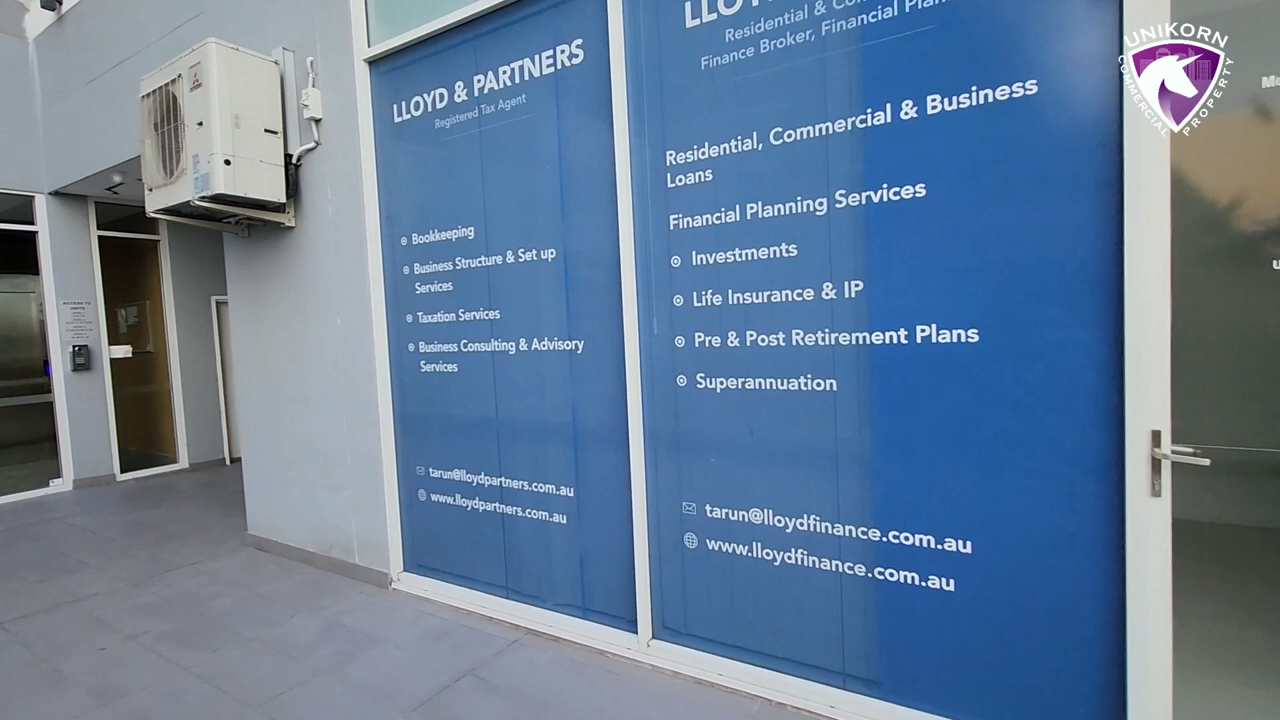 LLOYD & PARTNERS
Registered Tax Agent
Bookkeeping
Business Structure & Set up
Services
Taxation Services
Business Consulting & Advisory
Services
tarun@lloydpartners.com.au
www.lloydpartners.com.au
Residential &
Finance Broker, Financial
Residential, Commercial & Business
Loans
Financial Planning Services
Investments
Life Insurance & IP
Pre & Post Retirement Plans
Superannuation
tarun@lloydfinance.com.au
www.lloydfinance.com.au
UNIKORN
COMMERCIAL PROPERTY
ACCESS TO